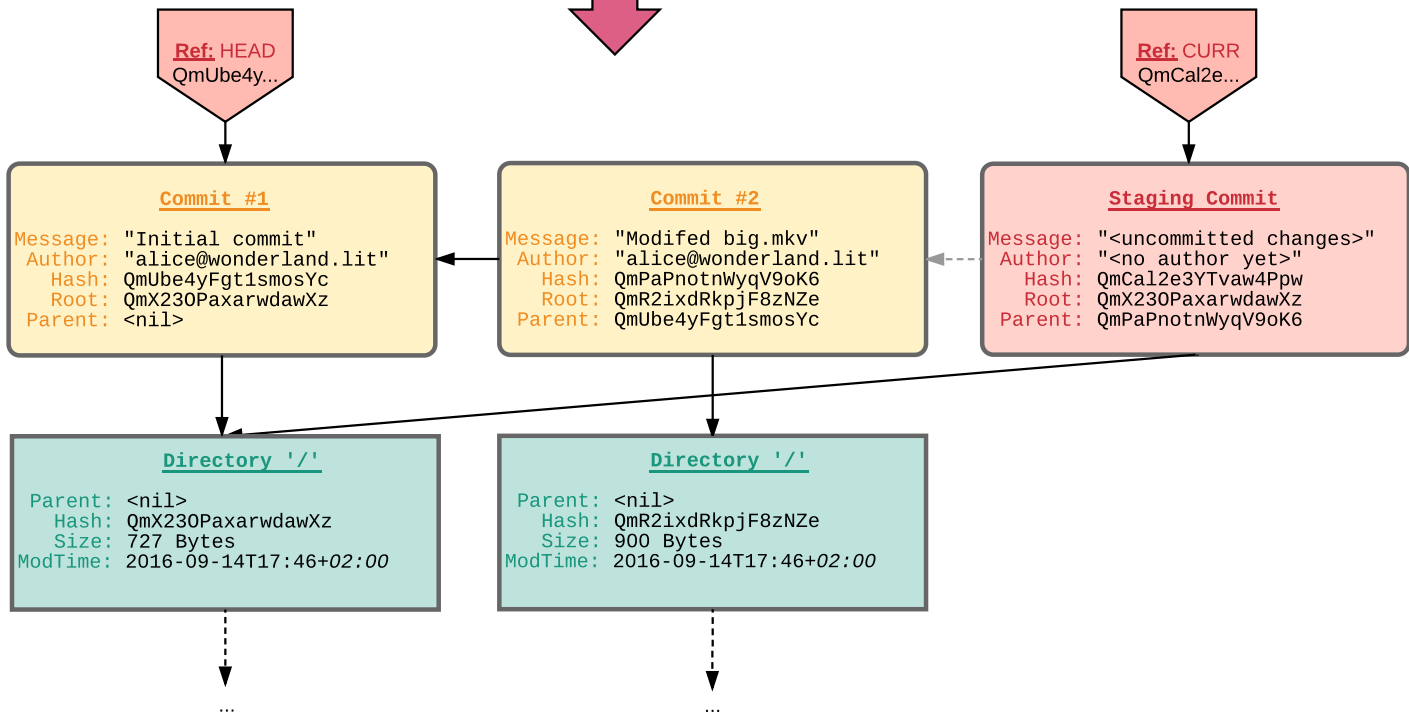 Ref: HEAD
QmUbe4y...
Ref: CURR
QmCal2e...
Commit #1
Message: "Initial commit"
Author: "alice@wonderland.lit"
Hash: QmUbe4yFgt1smosYc
Root: QmX23OPaxarwdawXz
Parent: <nil>
Commit #2
Message: "Modifed big.mkv"
Author: "alice@wonderland.lit"
Hash: QmPaPnotnWyqV9oK6
Root: QmR2ixdRkpjF8zNZe
Parent: QmUbe4yFgt1smosYc
Staging Commit
Message: "<uncommitted changes>"
Author: "<no author yet>"
Hash: QmCal2e3YTvaw4Ppw
Root: QmX23OPaxarwdawXz
Parent: QmPaPnotnWyqV9oK6
Directory '/'
Parent: <nil>
Hash: QmX23OPaxarwdawXz
Size: 727 Bytes
ModTime: 2016-09-14T17:46+02:00
...
Directory '/'
Parent: <nil>
Hash: QmR2ixdRkpjF8zNZe
Size: 900 Bytes
ModTime: 2016-09-14T17:46+02:00
...